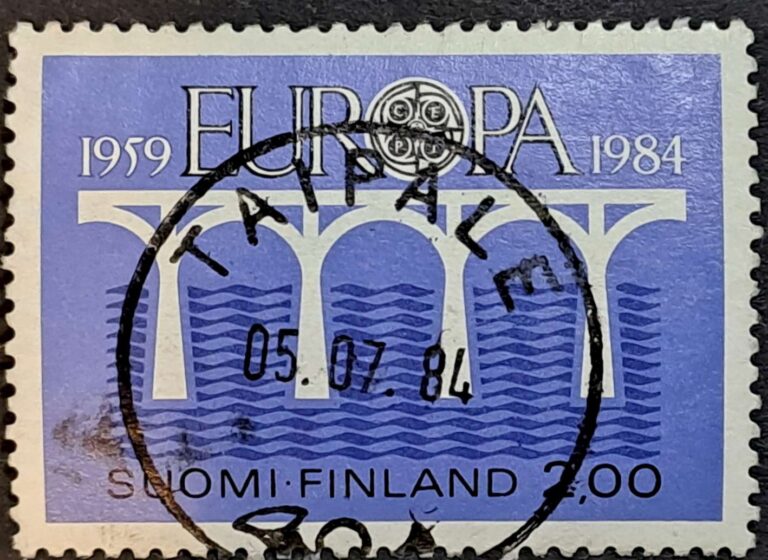 1959 EUROPA 1984
CEPT
TAIPALE
05.07.84
SUOMI·FINLAND 2,00